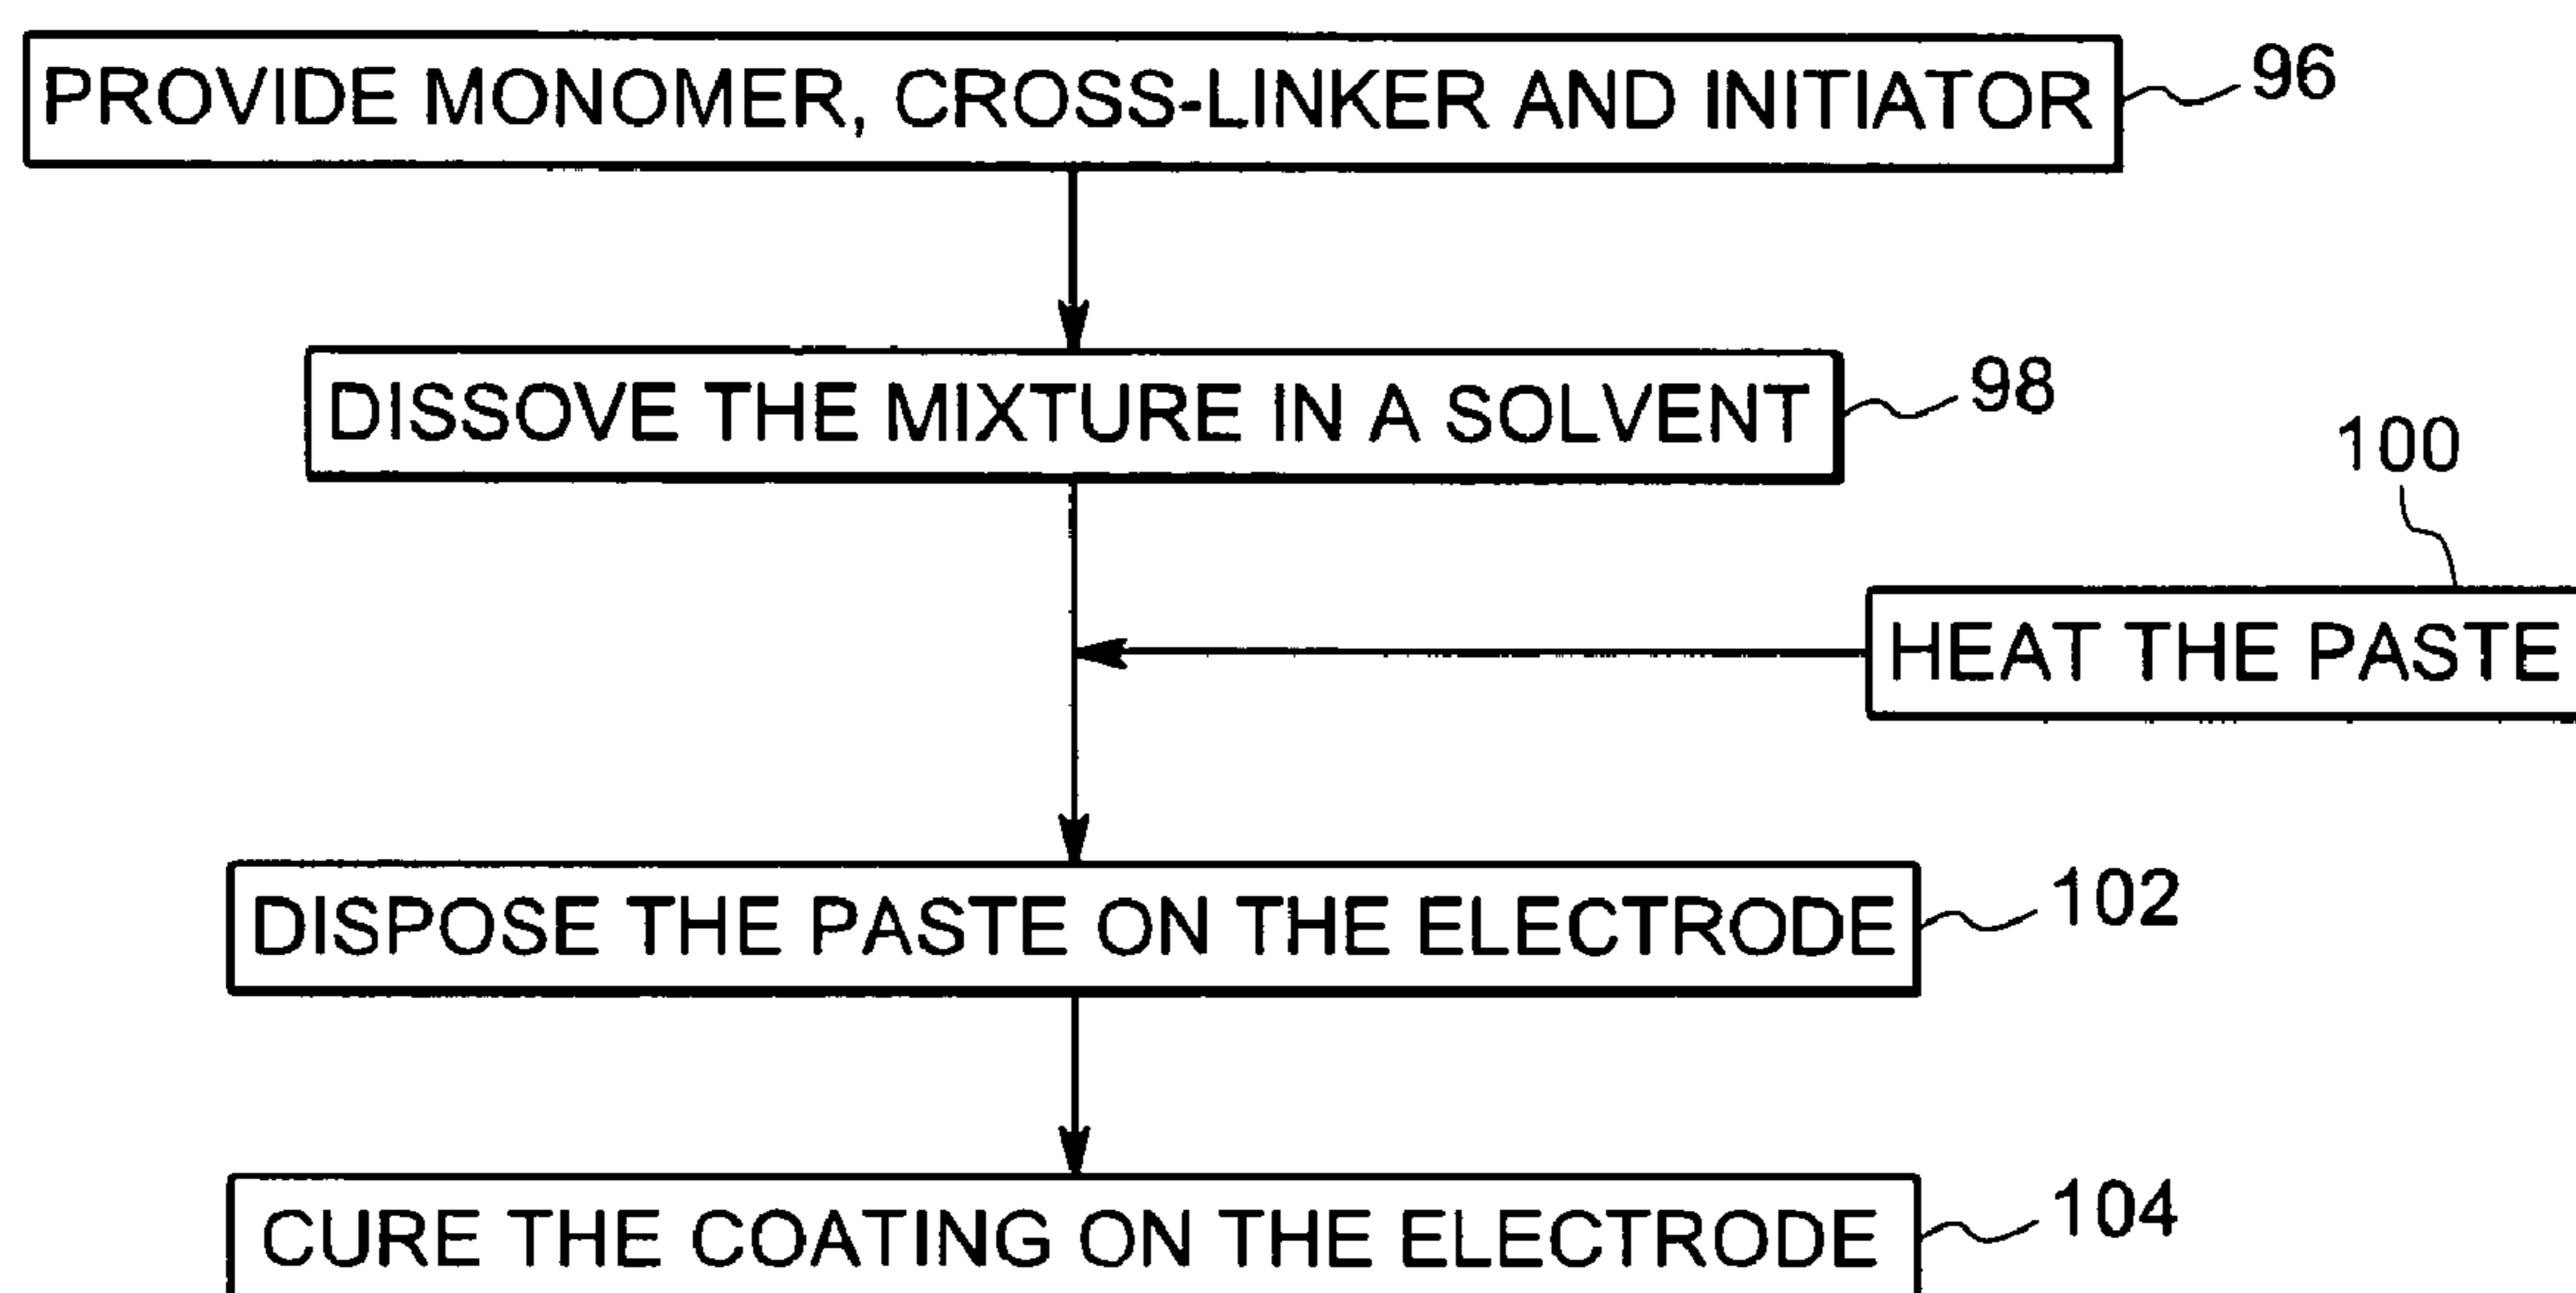 PROVIDE MONOMER, CROSS-LINKER AND INITIATOR
96
DISSOVE THE MIXTURE IN A SOLVENT
98
100
HEAT THE PASTE
DISPOSE THE PASTE ON THE ELECTRODE
102
CURE THE COATING ON THE ELECTRODE
104